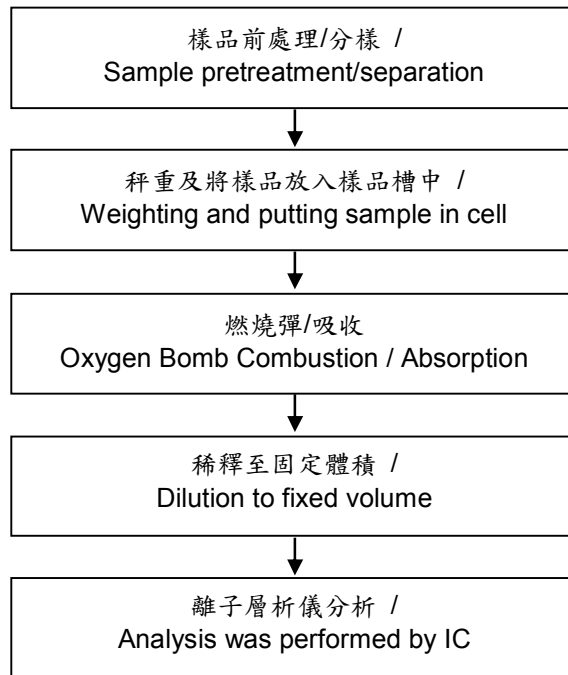 樣品前處理/分樣 /
Sample pretreatment/separation
秤重及將樣品放入樣品槽中 /
Weighting and putting sample in cell
燃燒彈/吸收
Oxygen Bomb Combustion / Absorption
稀釋至固定體積 /
Dilution to fixed volume
離子層析儀分析 /
Analysis was performed by IC